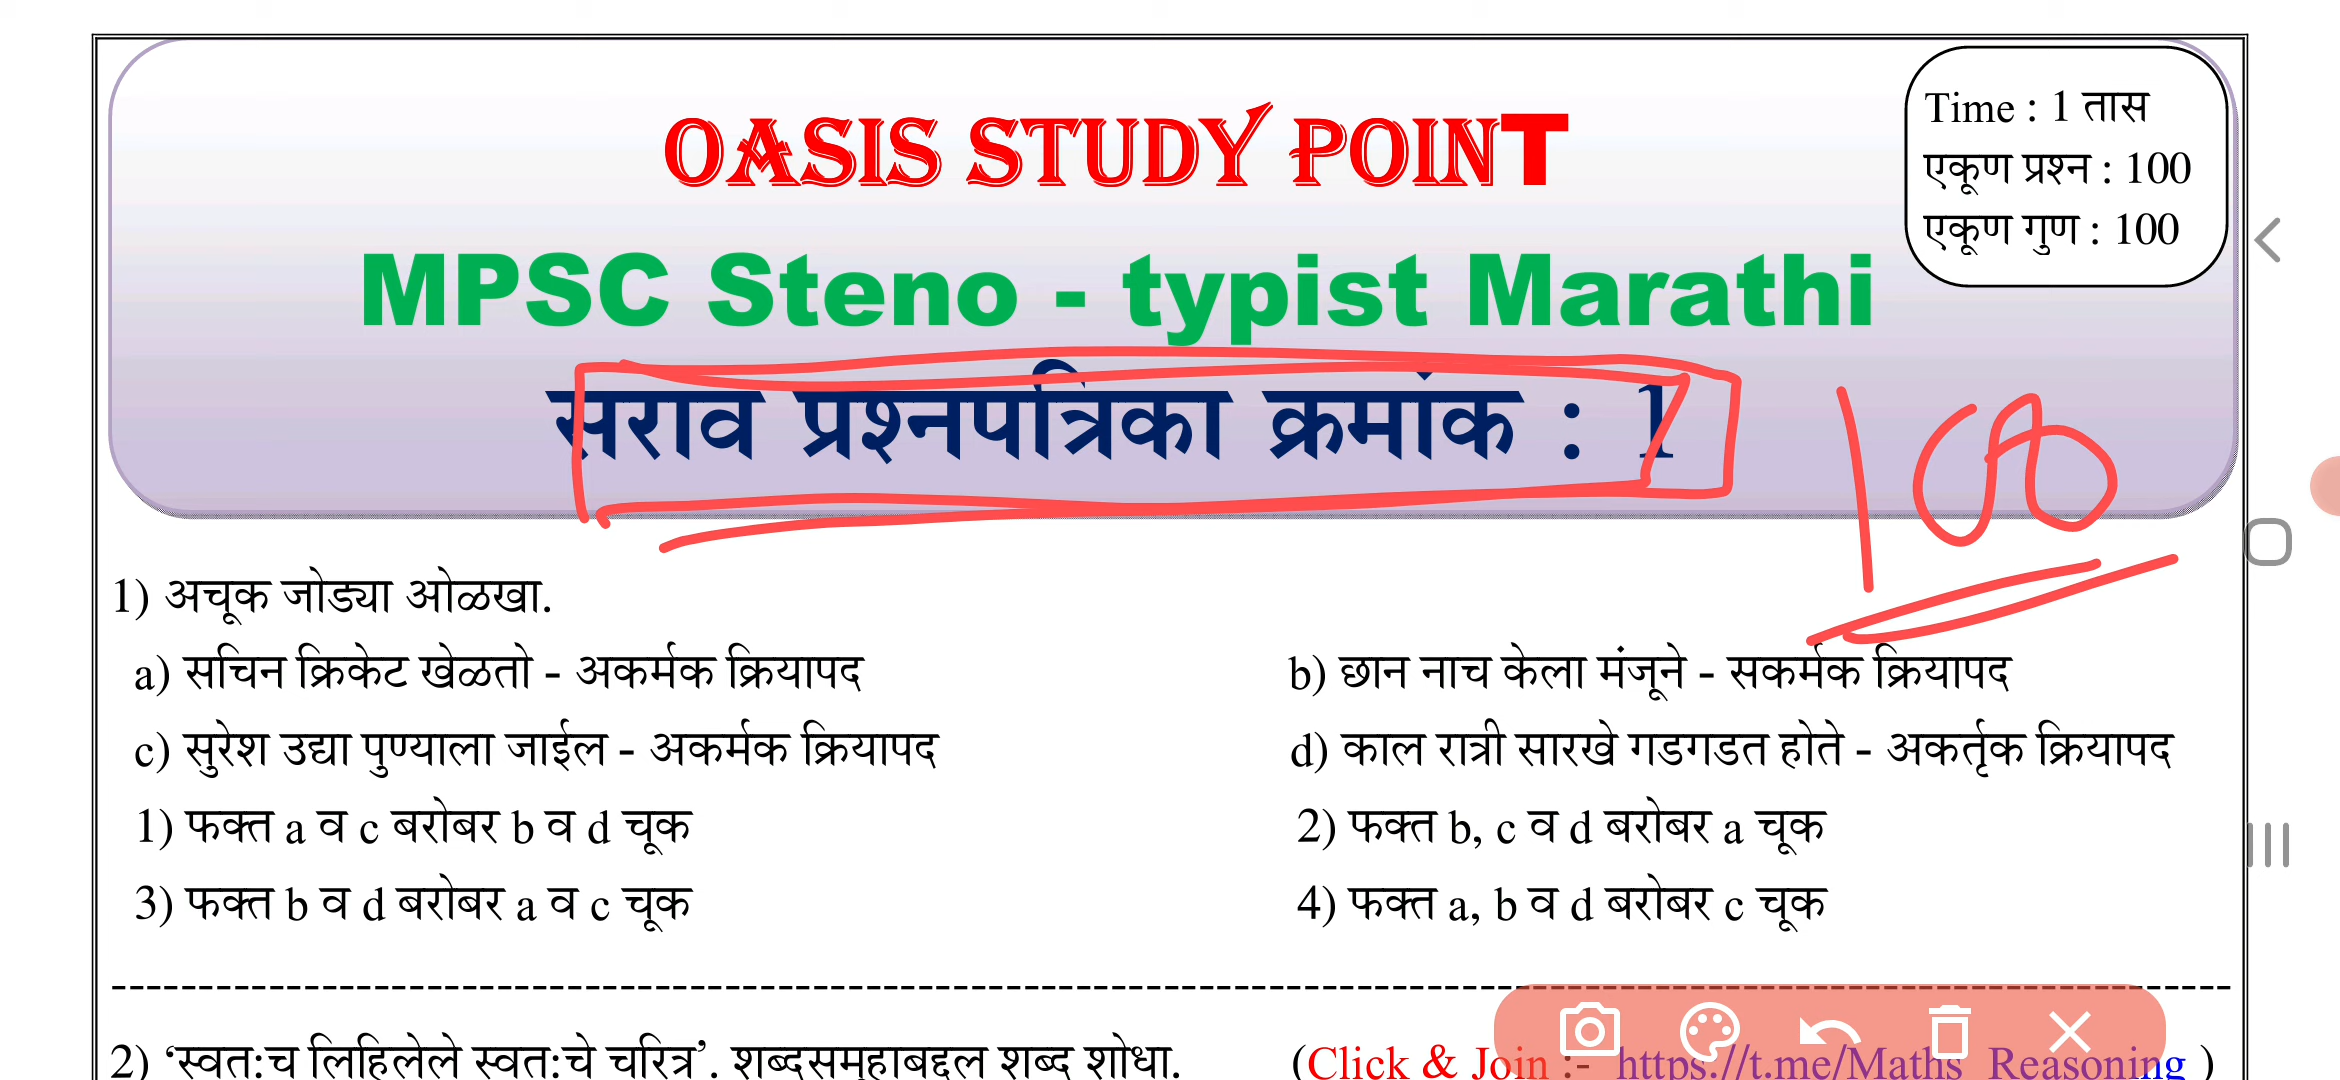 OASIS STUDY POINT
Time : 1 तास
एकूण प्रश्न : 100
एकूण गुण : 100
MPSC Steno - typist Marathi
सराव प्रश्नपत्रिका क्रमांक : 1
100
1) अचूक जोड्या ओळखा.
a) सचिन क्रिकेट खेळतो - अकर्मक क्रियापद b) छान नाच केला मंजूने - सकर्मक क्रियापद
c) सुरेश उद्या पुण्याला जाईल - अकर्मक क्रियापद d) काल रात्री सारखे गडगडत होते - अकर्तृक क्रियापद
1) फक्त a व c बरोबर b व d चूक 2) फक्त b, c व d बरोबर a चूक
3) फक्त b व d बरोबर a व c चूक 4) फक्त a, b व d बरोबर c चूक
2) ‘स्वत:च लिहिलेले स्वत:चे चरित्र’. शब्दसमूहाबद्दल शब्द शोधा. (Click & Join :- https://t.me/Maths_Reasoning )